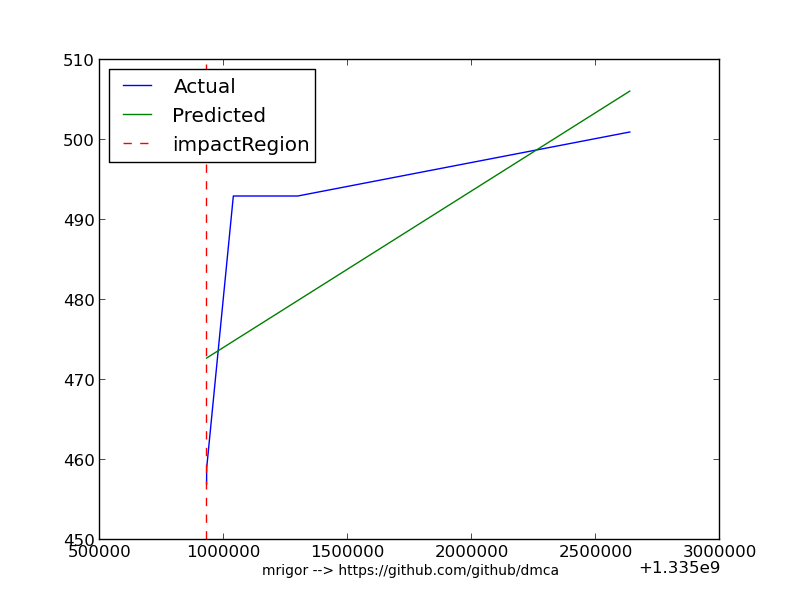 510
500
490
480
470
460
450
Actual
Predicted
impactRegion
500000 1000000 1500000 2000000 2500000 3000000
+1.335e9
mrigor --> https://github.com/github/dmca